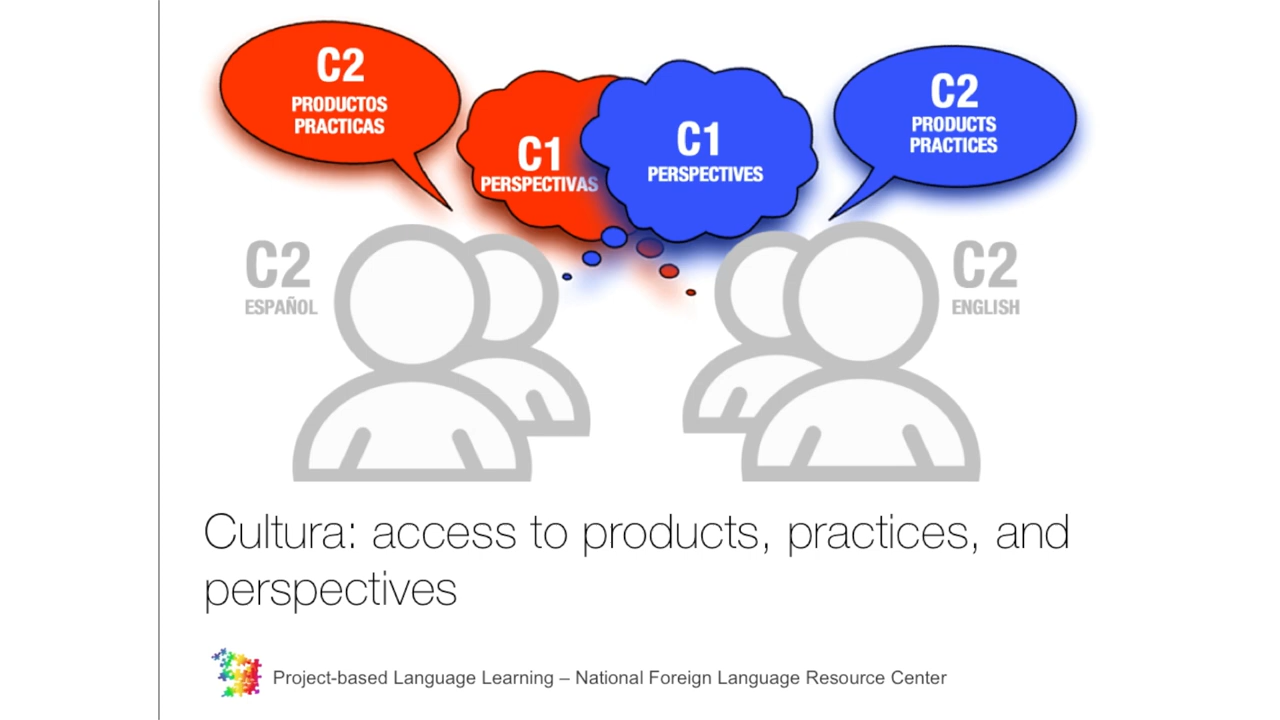 C2
PRODUCTOS
PRACTICAS
C1
PERSPECTIVAS
C1
PERSPECTIVES
C2
PRODUCTS
PRACTICES
C2
ESPAÑOL
C2
ENGLISH
Cultura: access to products, practices, and
perspectives
Project-based Language Learning – National Foreign Language Resource Center